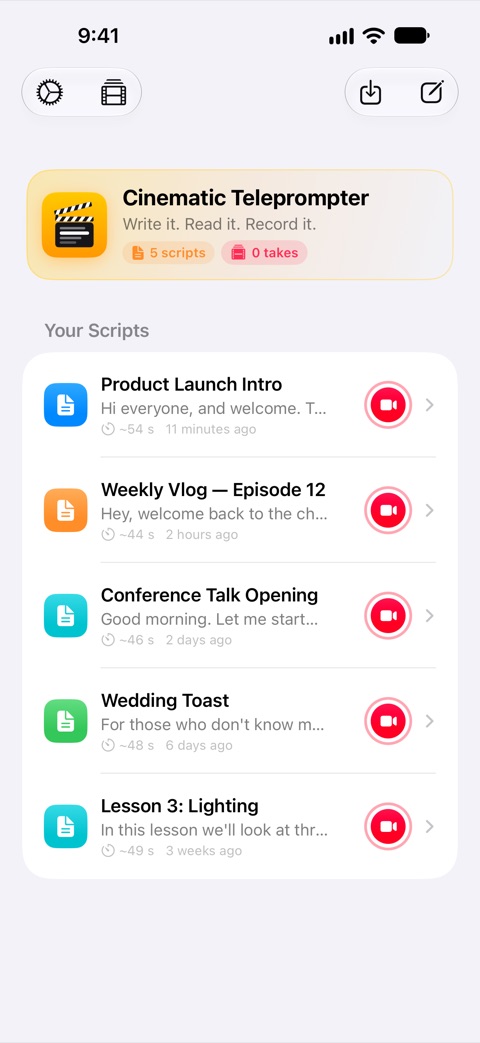 9:41
Cinematic Teleprompter
Write it. Read it. Record it.
5 scripts
0 takes
Your Scripts
Product Launch Intro
Hi everyone, and welcome. T...
~54 s 11 minutes ago
Weekly Vlog — Episode 12
Hey, welcome back to the ch...
~44 s 2 hours ago
Conference Talk Opening
Good morning. Let me start...
~46 s 2 days ago
Wedding Toast
For those who don't know m...
~48 s 6 days ago
Lesson 3: Lighting
In this lesson we'll look at thr...
~49 s 3 weeks ago